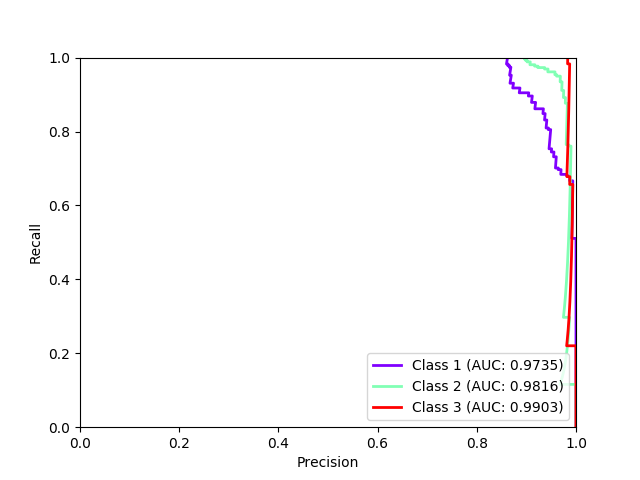 1.0
0.8
0.6
0.4
0.2
0.0
Recall
Class 1 (AUC: 0.9735)
Class 2 (AUC: 0.9816)
Class 3 (AUC: 0.9903)
0.0 0.2 0.4 0.6 0.8 1.0
Precision